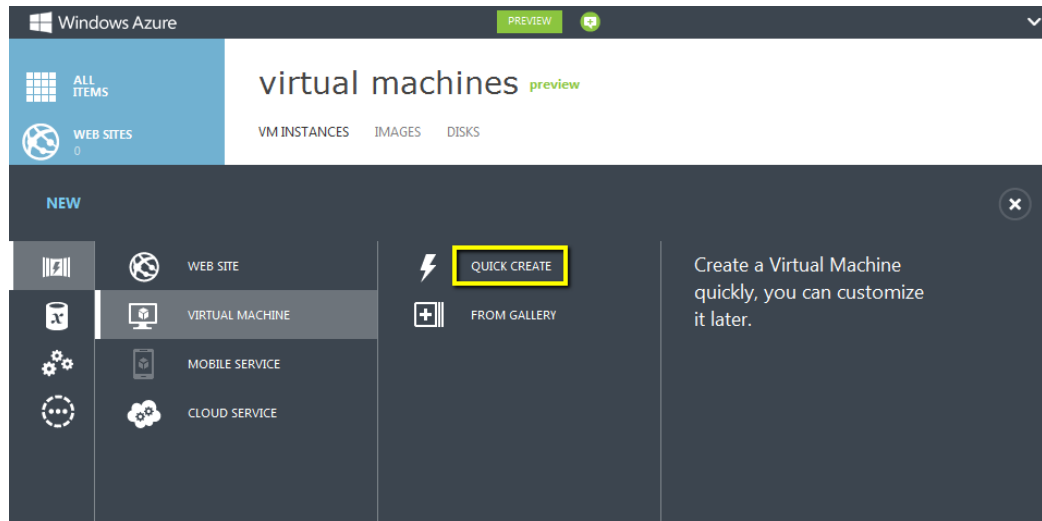 Windows Azure
PREVIEW
ALL
ITEMS
WEB SITES
0
virtual machines preview
VM INSTANCES IMAGES DISKS
NEW
WEB SITE
VIRTUAL MACHINE
MOBILE SERVICE
CLOUD SERVICE
QUICK CREATE
FROM GALLERY
Create a Virtual Machine
quickly, you can customize
it later.